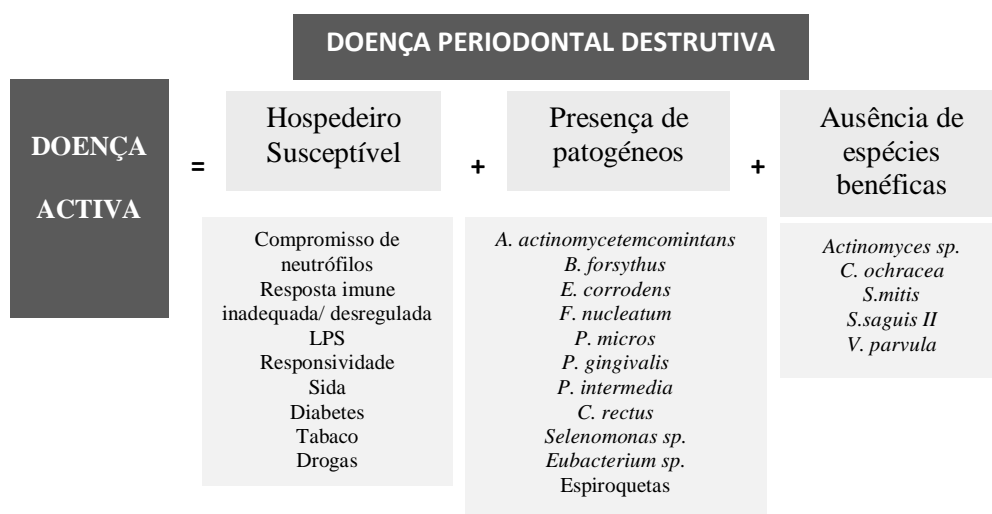 DOENÇA PERIODONTAL DESTRUTIVA
DOENÇA
ACTIVA
=
Hospedeiro
Susceptível
+
Presença de
patogéneos
+
Ausência de
espécies
benéficas
Compromisso de
neutrófilos
Resposta imune
inadequada/ desregulada
LPS
Responsividade
Sida
Diabetes
Tabaco
Drogas
A. actinomycetemcomintans
B. forsythus
E. corrodens
F. nucleatum
P. micros
P. gingivalis
P. intermedia
C. rectus
Selenomonas sp.
Eubacterium sp.
Espiroquetas
Actinomyces sp.
C. ochracea
S.mitis
S.saguis II
V. parvula